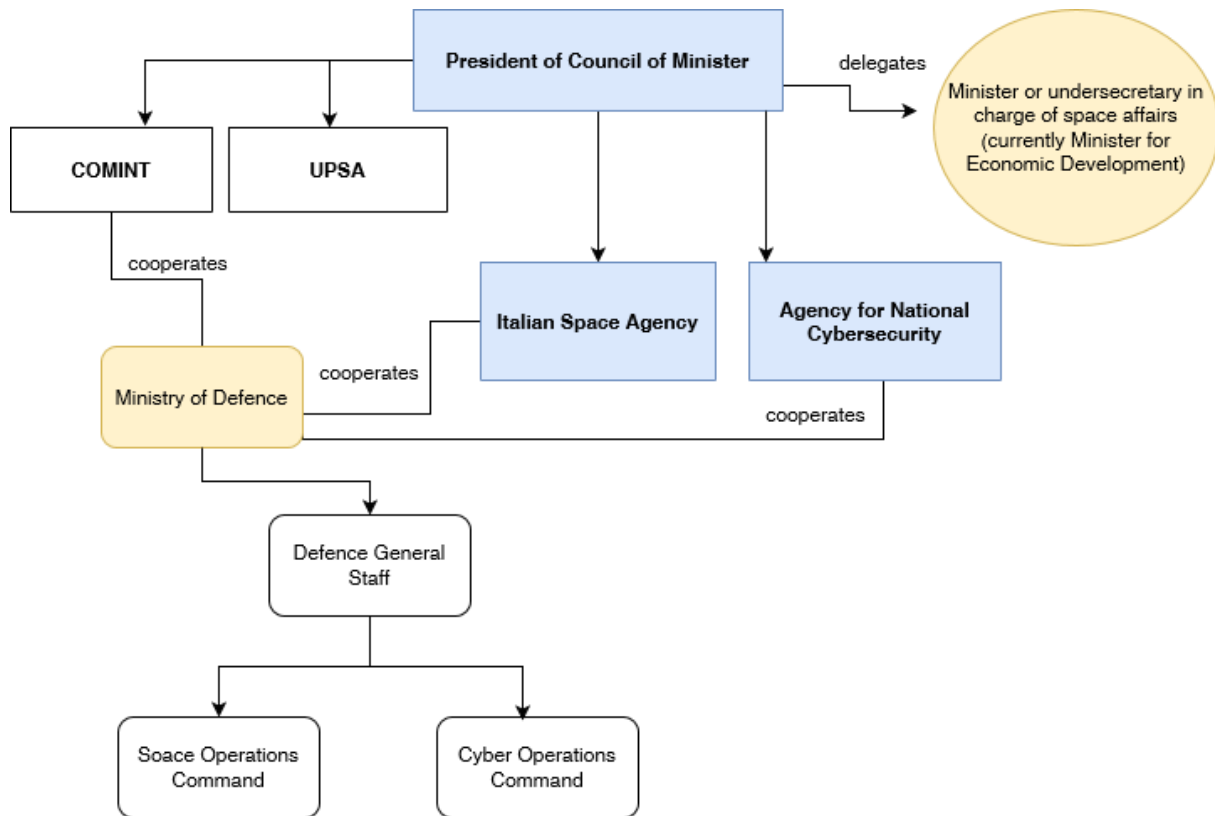 President of Council of Minister
delegates
Minister or undersecretary in
charge of space affairs
(currently Minister for
Economic Development)
COMINT
UPSA
cooperates
Italian Space Agency
Agency for National
Cybersecurity
cooperates
Ministry of Defence
cooperates
Defence General
Staff
Soace Operations
Command
Cyber Operations
Command